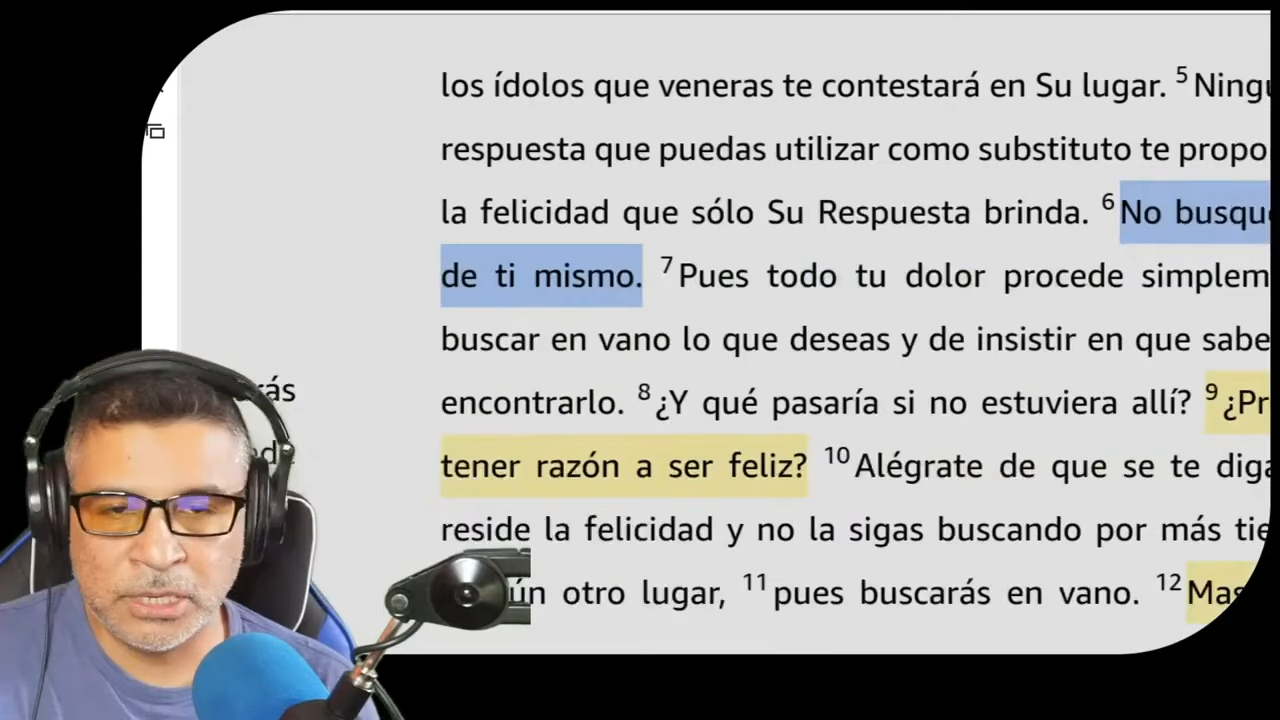 los ídolos que veneras te contestará en Su lugar. 5 Ningu
respuesta que puedas utilizar como substituto te propo
la felicidad que sólo Su Respuesta brinda. 6 No busqu
de ti mismo. 7 Pues todo tu dolor procede simplem
buscar en vano lo que deseas y de insistir en que sabe
encontrarlo. 8 ¿Y qué pasaría si no estuviera allí? 9 ¿Pr
tener razón a ser feliz? 10 Alégrate de que se te diga
reside la felicidad y no la sigas buscando por más tie
ún otro lugar, 11 pues buscarás en vano. 12 Mas